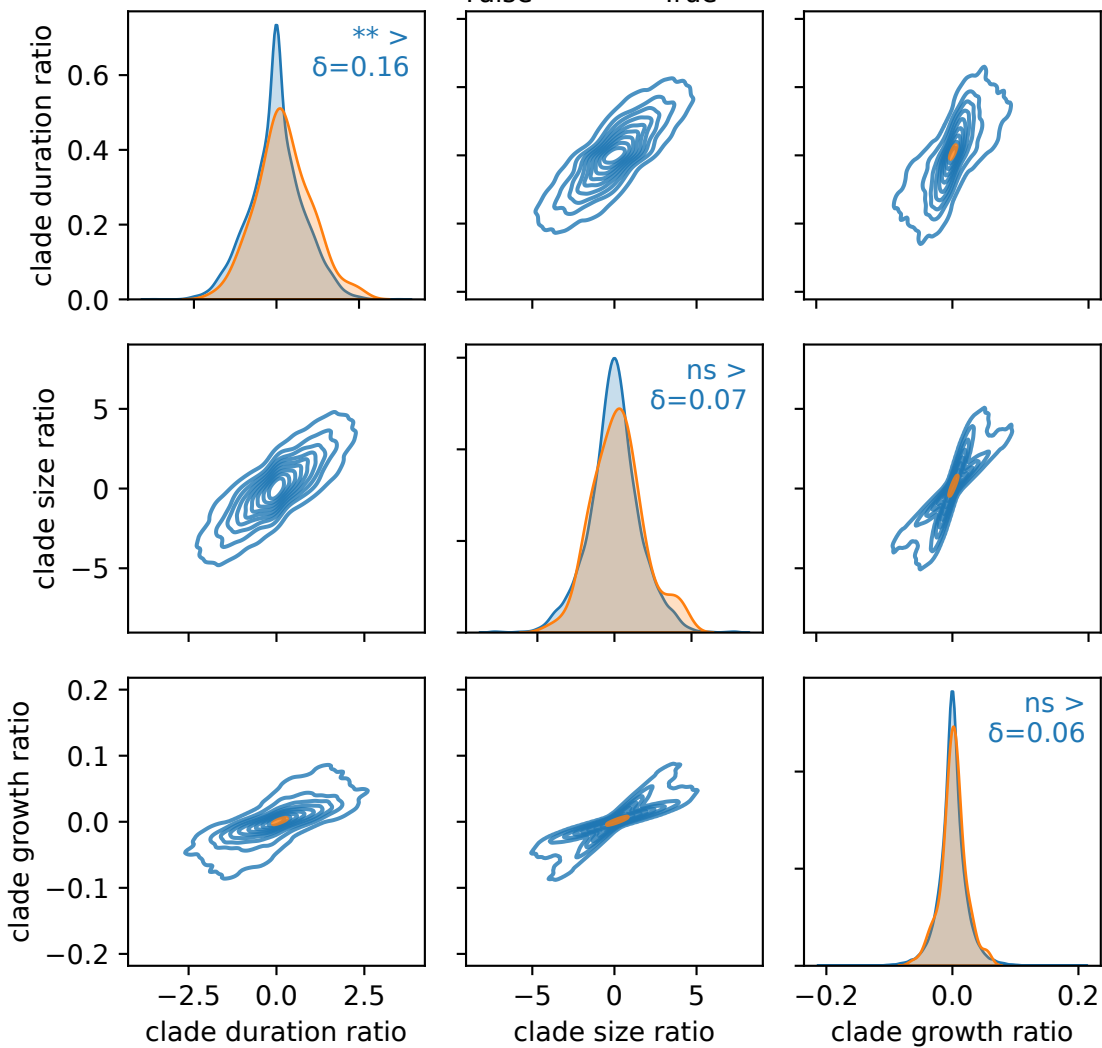 True
clade duration ratio
0.6
0.4
0.2
0.0
** >
δ=0.16
clade size ratio
5
0
−5
ns >
δ=0.07
clade growth ratio
0.2
0.1
0.0
−0.1
−0.2
ns >
δ=0.06
−2.5 0.0 2.5
−5 0 5
−0.2 0.0 0.2
clade duration ratio
clade size ratio
clade growth ratio